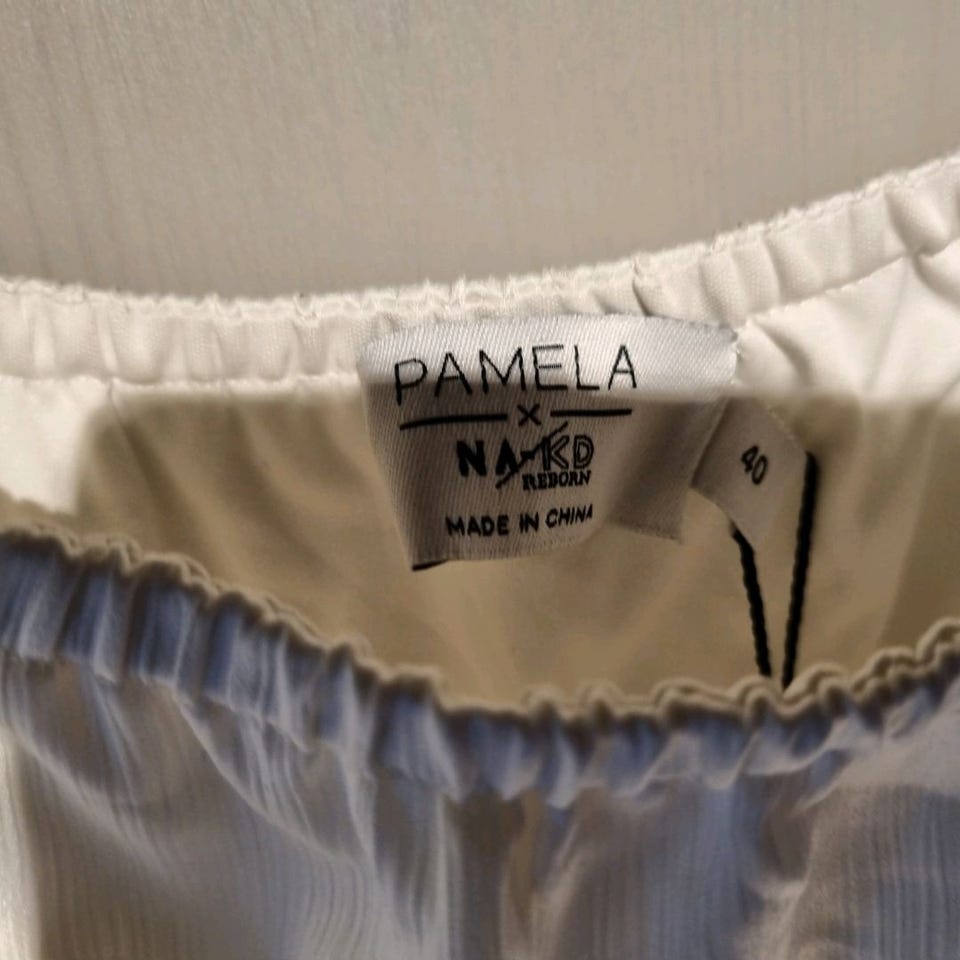 PAMELA
X
NA-KD
REBORN
MADE IN CHINA
40